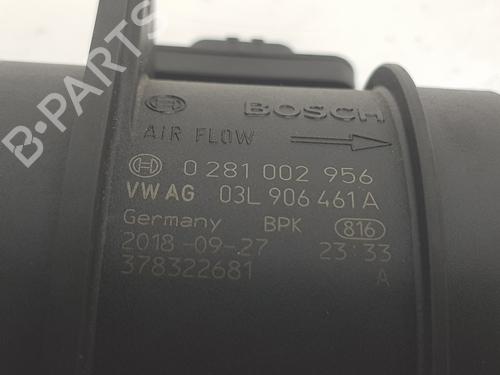 BOSCH
AIR FLOW
0 281 002 956
VW AG 03L 906 461 A
Germany BPK 816
2018-09-27 23:33
378322681 A
B-PARTS